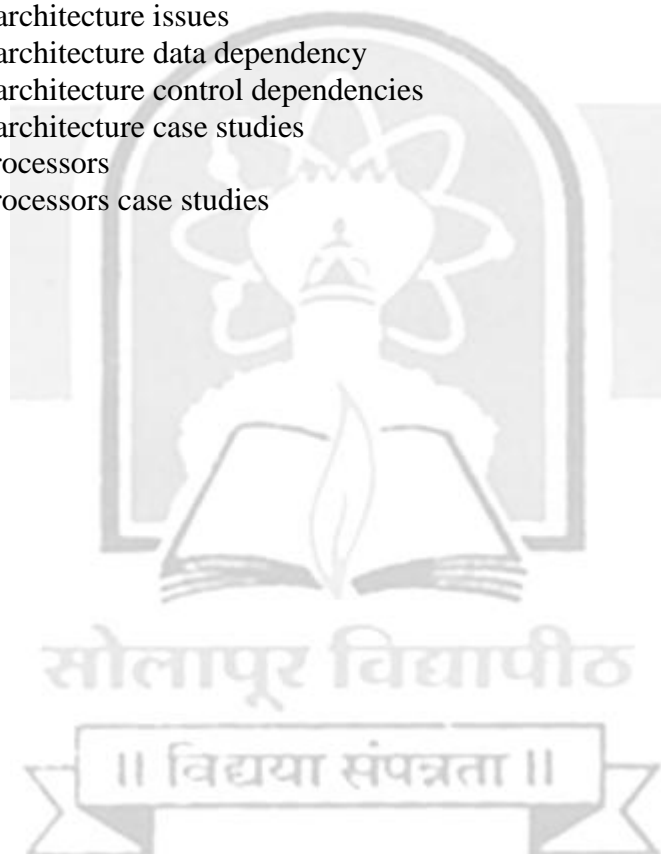 architecture issues
architecture data dependency
architecture control dependencies
architecture case studies
rocessors
rocessors case studies
सोलापूर विद्यापीठ
॥ विद्यया संपन्नता ॥